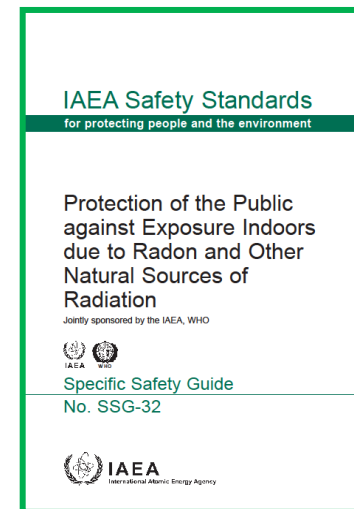 IAEA Safety Standards
for protecting people and the environment
Protection of the Public
against Exposure Indoors
due to Radon and Other
Natural Sources of
Radiation
Jointly sponsored by the IAEA, WHO
IAEA WHO
Specific Safety Guide
No. SSG-32
IAEA
International Atomic Energy Agency